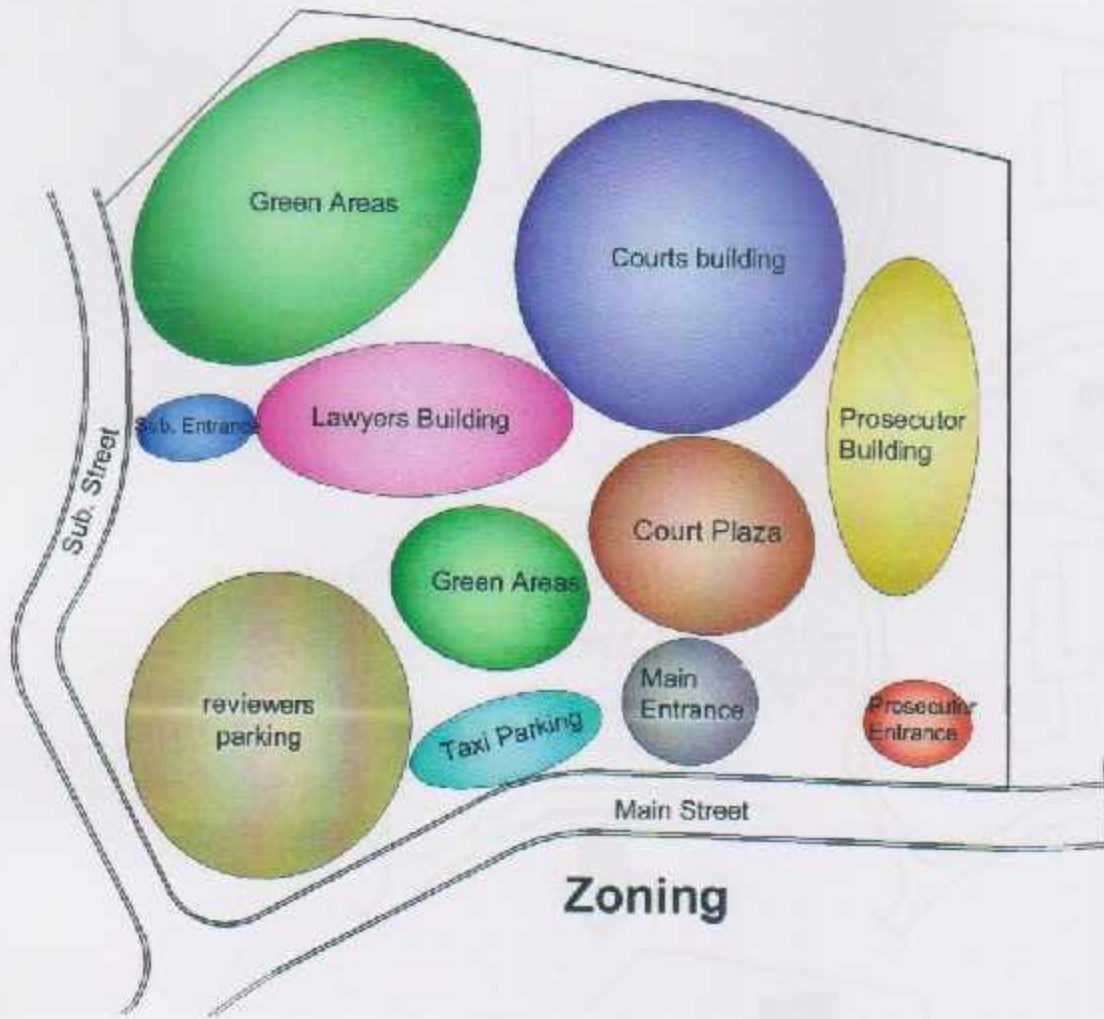 Green Areas
Courts building
Lawyers Building
Sub. Entrance
Prosecutor
Building
Sub. Street
Court Plaza
Green Areas
reviewers
parking
Main
Entrance
Prosecutor
Entrance
Taxi Parking
Main Street
Zoning